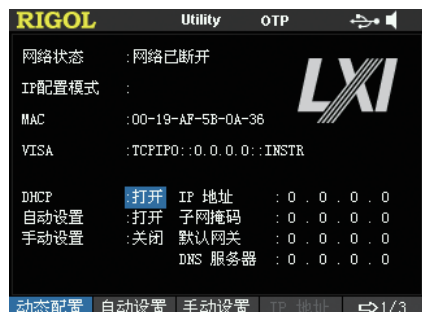 RIGOL Utility OTP
网络状态 :网络已断开
IP配置模式 :
LXI
MAC :00-19-AF-5B-0A-36
VISA :TCPIP0::0.0.0.0::INSTR
DHCP :打开 IP 地址 :0.0.0.0
自动设置 :打开 子网掩码 :0.0.0.0
手动设置 :关闭 默认网关 :0.0.0.0
DNS 服务器 :0.0.0.0
动态配置 自动设置 手动设置 IP 地址 1/3